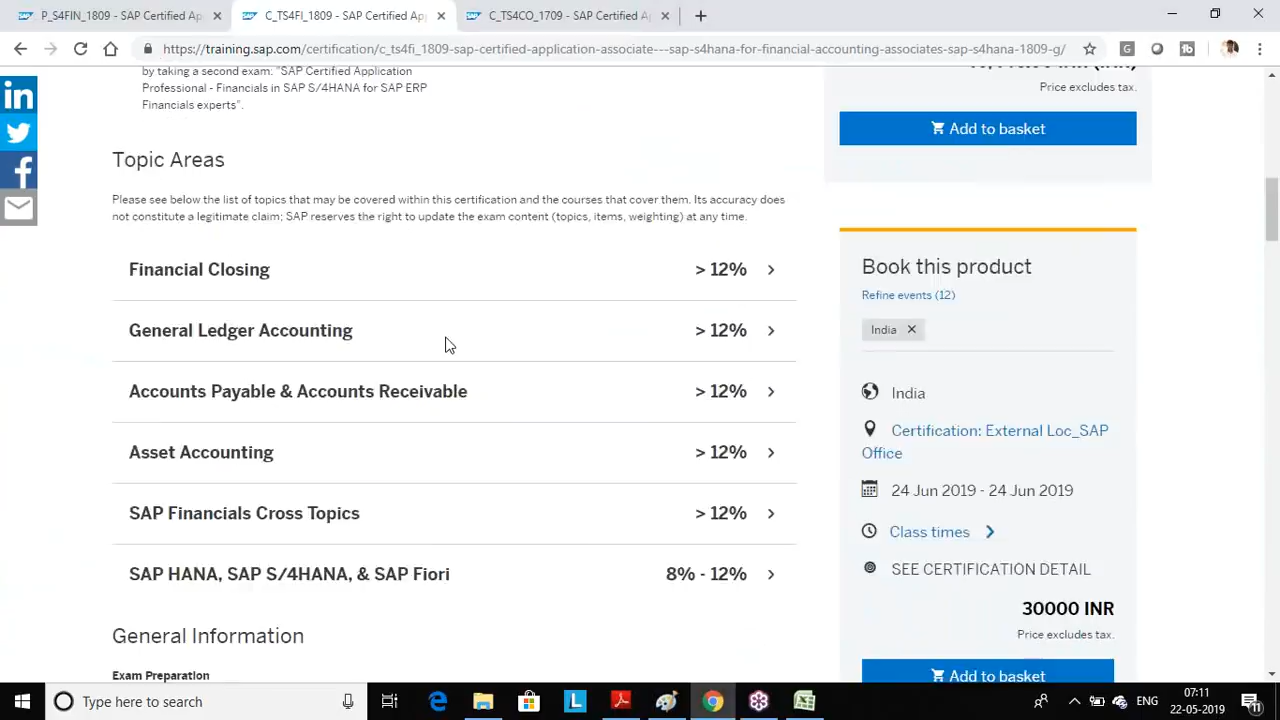 P_S4FIN_1809 - SAP Certified Ap
C_TS4FI_1809 - SAP Certified App
C_TS4CO_1709 - SAP Certified A
https://training.sap.com/certification/c_ts4fi_1809-sap-certified-application-associate---sap-s4hana-for-financial-accounting-associates-sap-s4hana-1809-g/
by taking a second exam: "SAP Certified Application
Professional - Financials in SAP S/4HANA for SAP ERP
Financials experts".
Price excludes tax.
Add to basket
Topic Areas
Please see below the list of topics that may be covered within this certification and the courses that cover them. Its accuracy does
not constitute a legitimate claim; SAP reserves the right to update the exam content (topics, items, weighting) at any time.
Financial Closing > 12%
General Ledger Accounting > 12%
Accounts Payable & Accounts Receivable > 12%
Asset Accounting > 12%
SAP Financials Cross Topics > 12%
SAP HANA, SAP S/4HANA, & SAP Fiori 8% - 12%
General Information
Exam Preparation
Book this product
Refine events (12)
India ×
India
Certification: External Loc_SAP
Office
24 Jun 2019 - 24 Jun 2019
Class times
SEE CERTIFICATION DETAIL
30000 INR
Price excludes tax.
Add to basket
Type here to search
ENG
07:11
22-05-2019